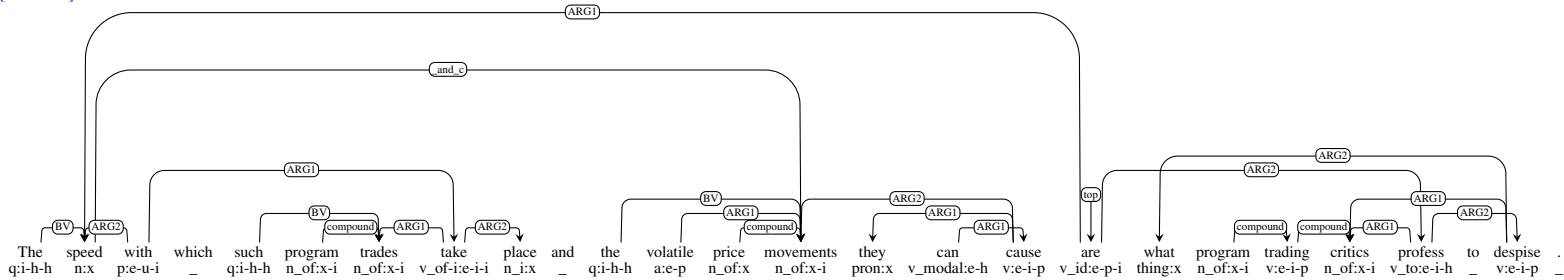 ARG1
_and_c
ARG2
ARG1 ARG2
BV ARG2 top ARG1
BV ARG1 ARG1
BV ARG2 compound ARG1 ARG2 compound ARG1 compound compound ARG1 ARG2
The speed with which such program trades take place and the volatile price movements they can cause are what program trading critics profess to despise .
q:i-h-h n:x p:e-u-i _ q:i-h-h n_of:x-i n_of:x-i v_of-i:e-i-i n_i:x _ q:i-h-h a:e-p n_of:x n_of:x-i pron:x v_modal:e-h v:e-i-p v_id:e-p-i thing:x n_of:x-i v:e-i-p n_of:x-i v_to:e-i-h _ v:e-i-p _